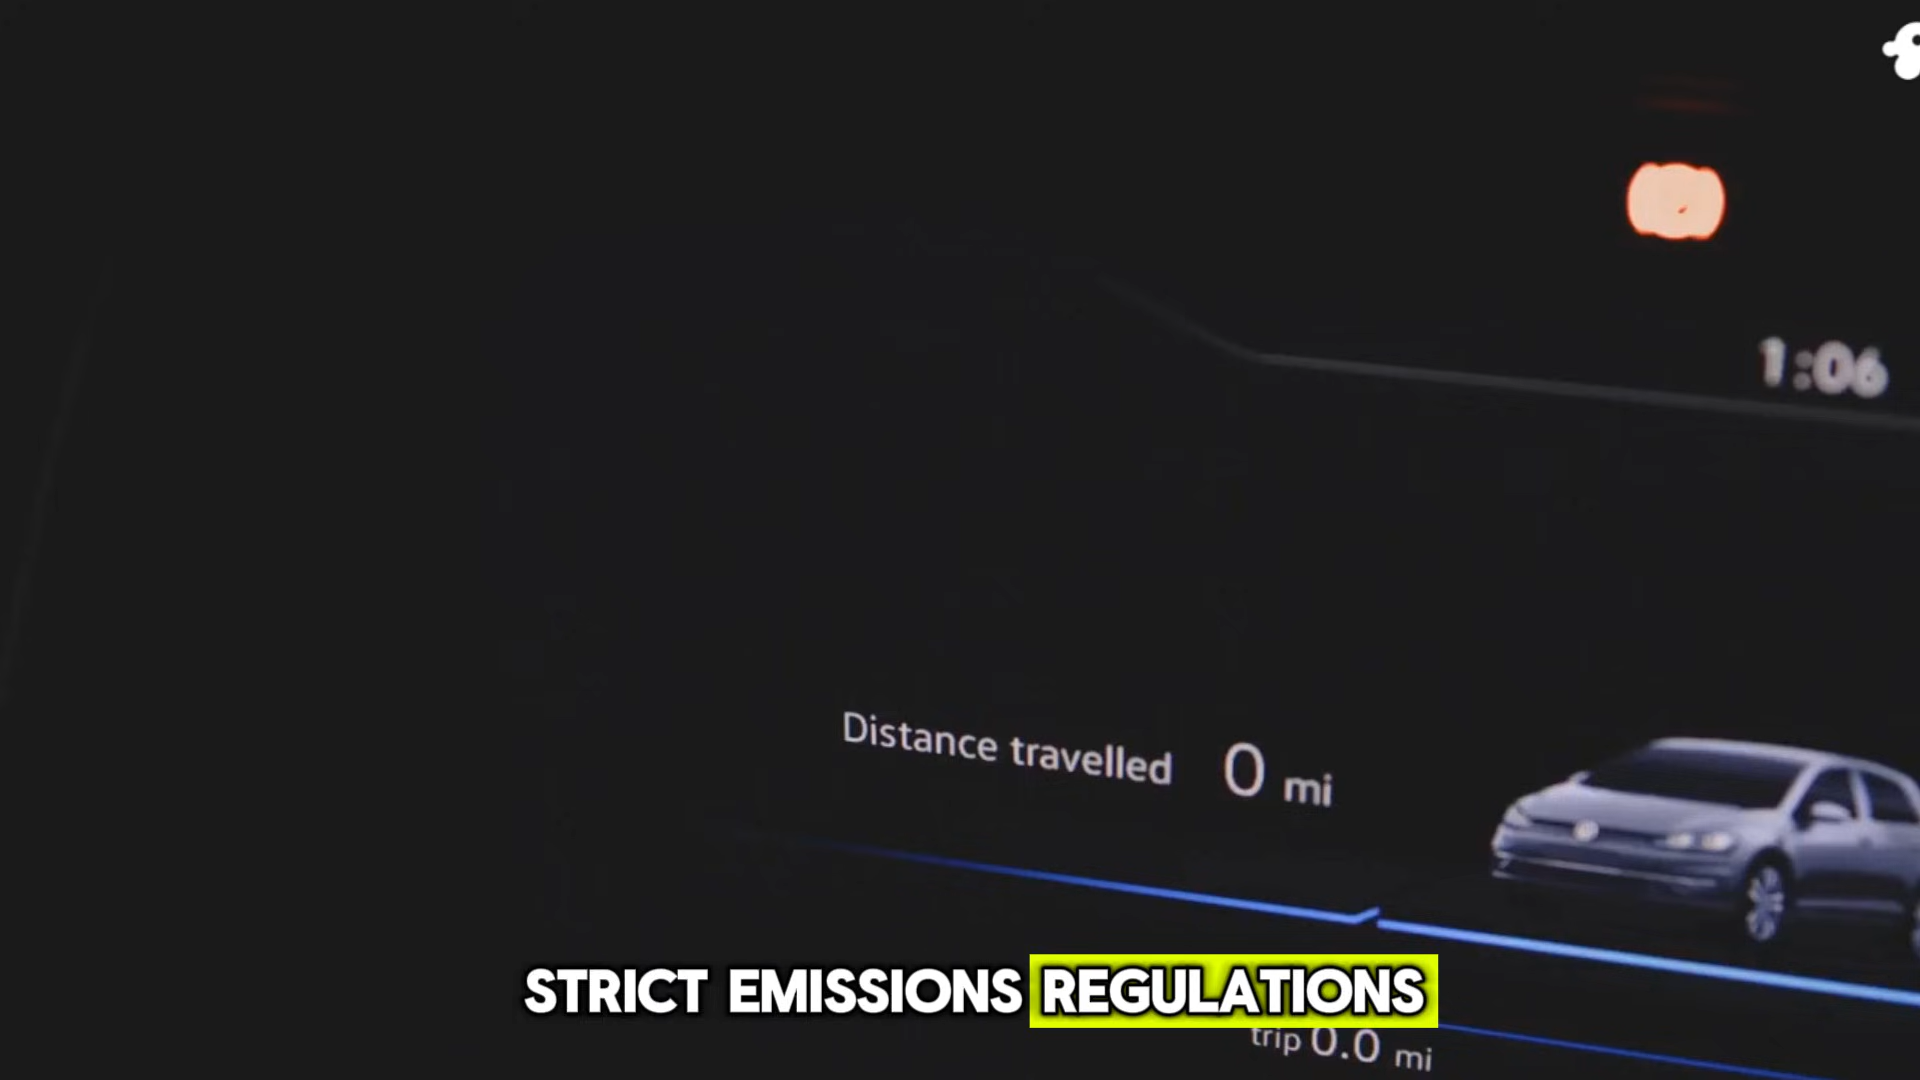 1:06
Distance travelled 0 mi
STRICT EMISSIONS REGULATIONS
trip 0.0 mi